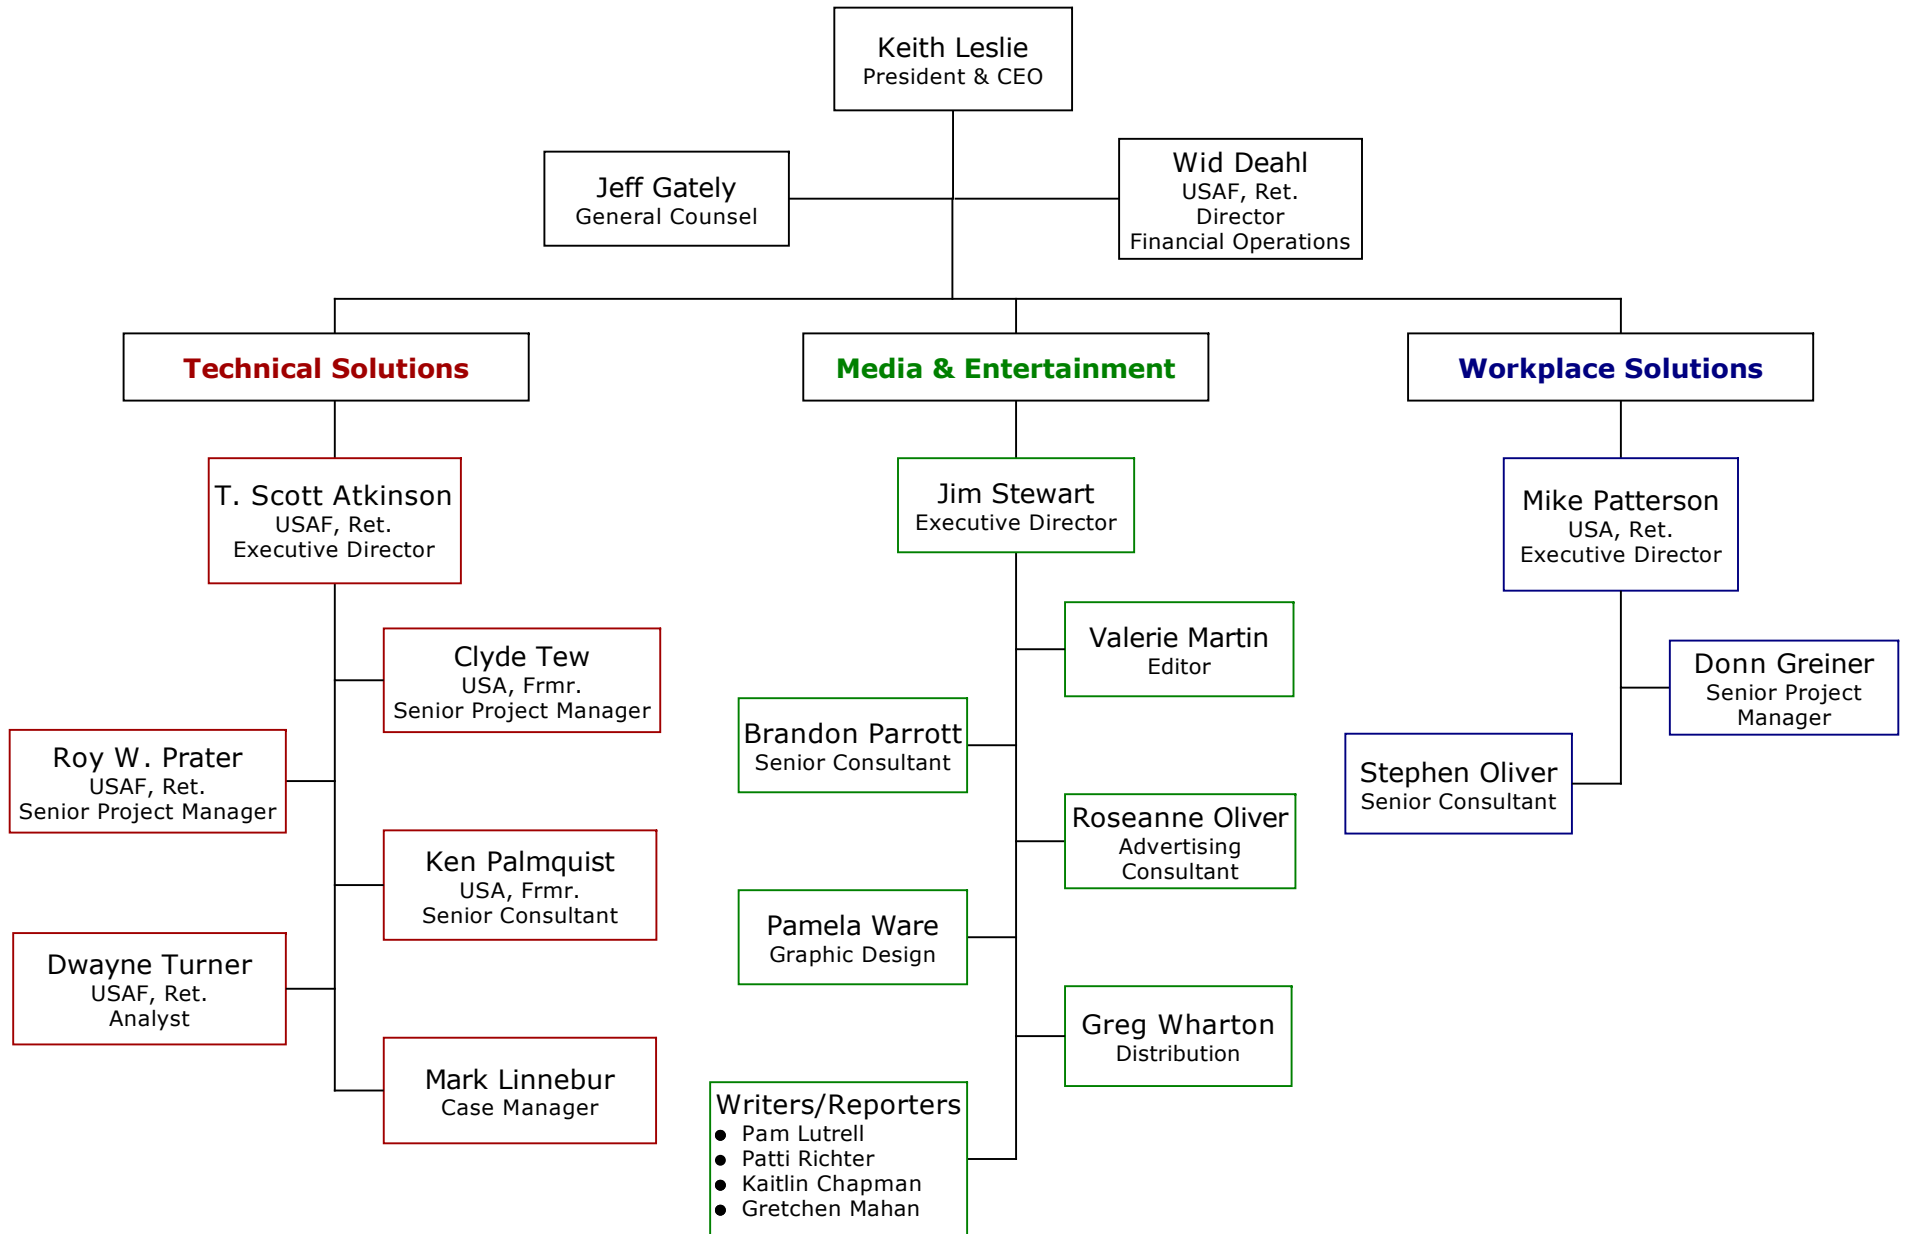 Keith Leslie
President & CEO
Jeff Gately
General Counsel
Wid Deahl
USAF, Ret.
Director
Financial Operations
Technical Solutions
Media & Entertainment
Workplace Solutions
T. Scott Atkinson
USAF, Ret.
Executive Director
Clyde Tew
USA, Frmr.
Senior Project Manager
Roy W. Prater
USAF, Ret.
Senior Project Manager
Ken Palmquist
USA, Frmr.
Senior Consultant
Dwayne Turner
USAF, Ret.
Analyst
Mark Linnebur
Case Manager
Jim Stewart
Executive Director
Valerie Martin
Editor
Brandon Parrott
Senior Consultant
Roseanne Oliver
Advertising
Consultant
Pamela Ware
Graphic Design
Greg Wharton
Distribution
Writers/Reporters
● Pam Lutrell
● Patti Richter
● Kaitlin Chapman
● Gretchen Mahan
Mike Patterson
USA, Ret.
Executive Director
Donn Greiner
Senior Project
Manager
Stephen Oliver
Senior Consultant